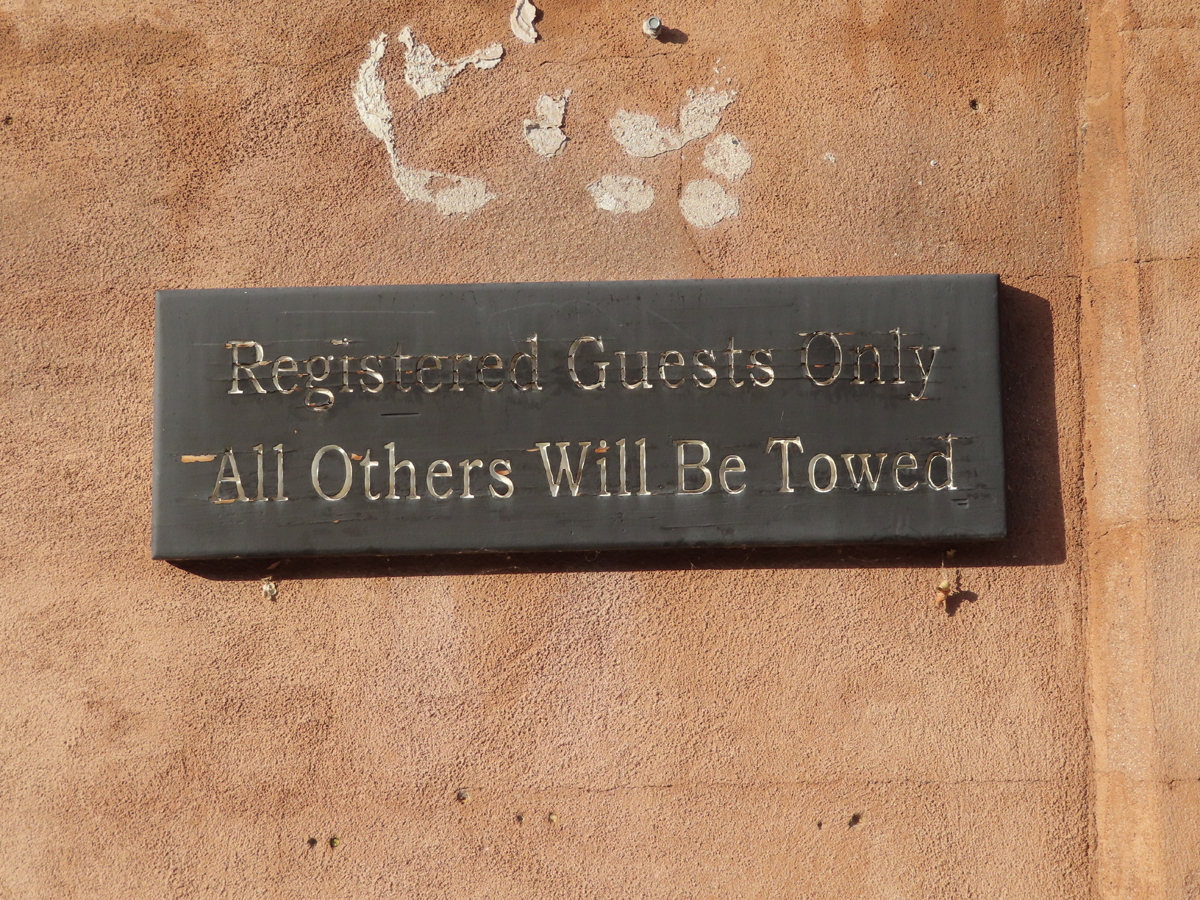 Registered Guests Only
All Others Will Be Towed